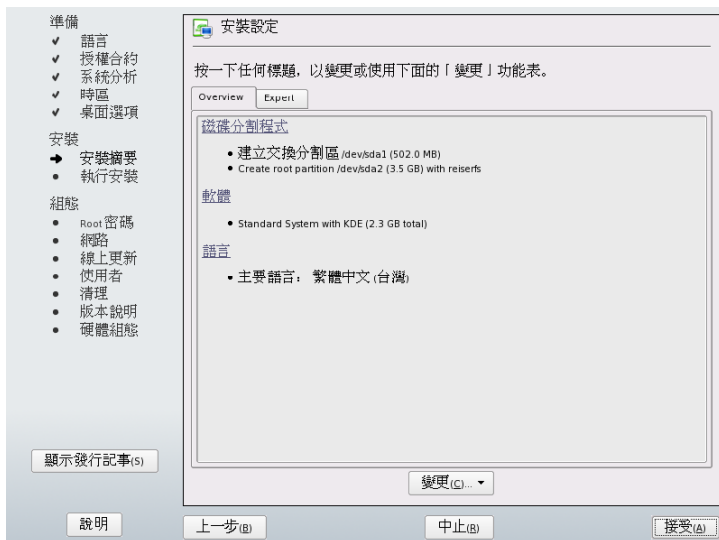 準備
語言
授權合約
系統分析
時區
桌面選項
安裝
安裝摘要
執行安裝
組態
Root 密碼
網路
線上更新
使用者
清理
版本說明
硬體組態
顯示發行記事(S)
說明
安裝設定
按一下任何標題，以變更或使用下面的「變更」功能表。
Overview
Expert
磁碟分割程式
建立交換分割區 /dev/sda1 (502.0 MB)
Create root partition /dev/sda2 (3.5 GB) with reiserfs
軟體
Standard System with KDE (2.3 GB total)
語言
主要語言： 繁體中文 (台灣)
變更(C)...
上一步(B)
中止(R)
接受(A)